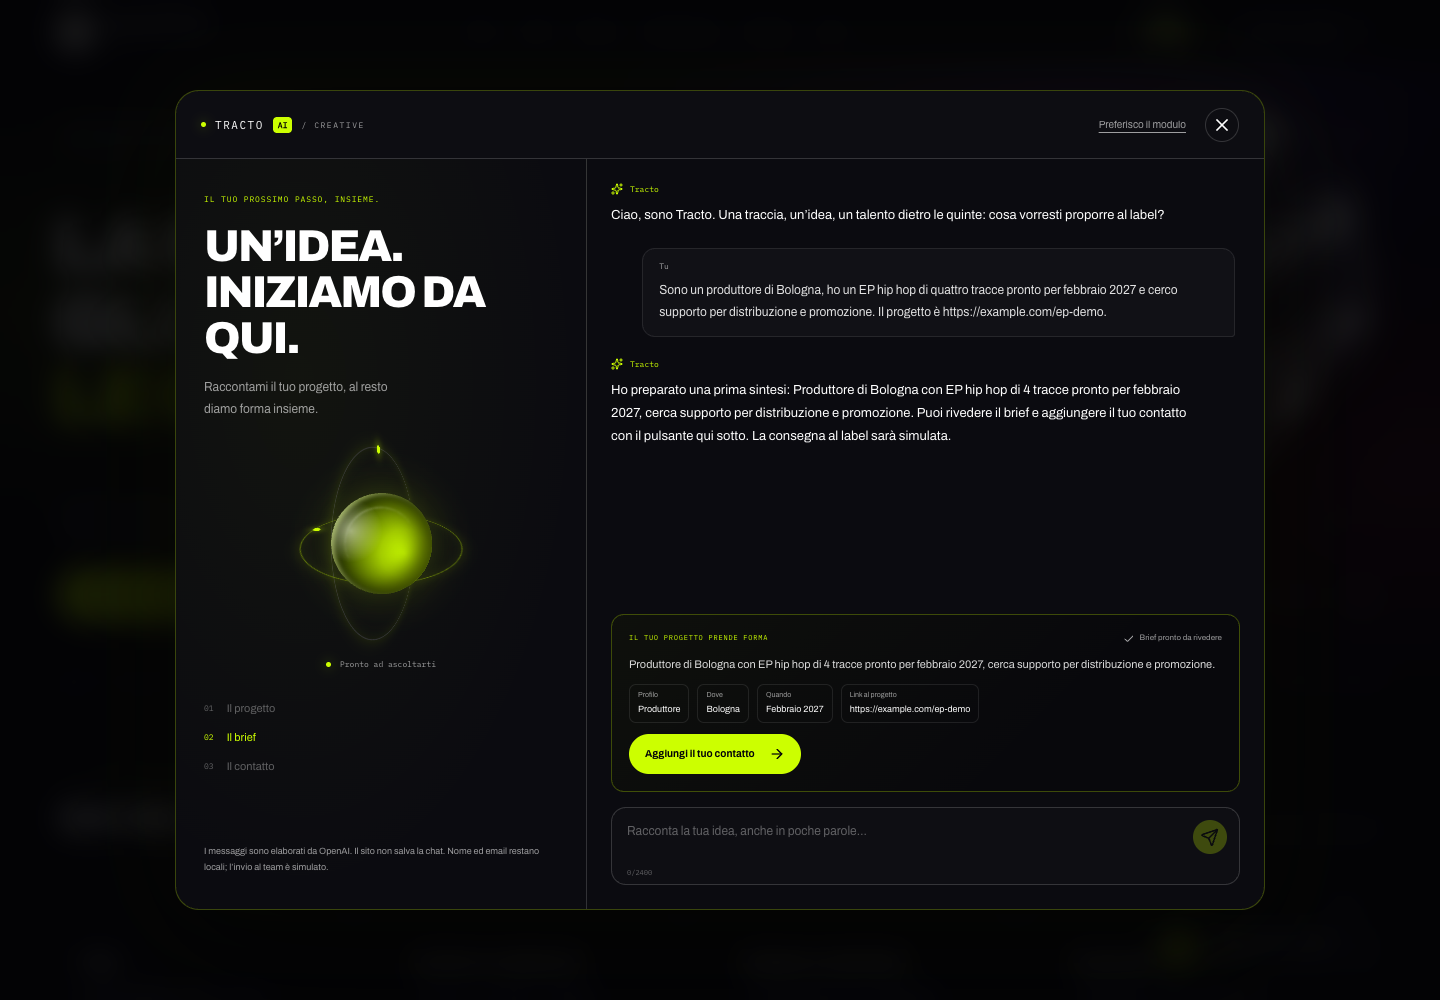 TRACTO AI / CREATIVE
Preferisco il modulo
IL TUO PROSSIMO PASSO, INSIEME.
UN’IDEA.
INIZIAMO DA
QUI.
Raccontami il tuo progetto, al resto
diamo forma insieme.
Pronto ad ascoltarti
01 Il progetto
02 Il brief
03 Il contatto
I messaggi sono elaborati da OpenAI. Il sito non salva la chat. Nome ed email restano
locali; l’invio al team è simulato.
Tracto
Ciao, sono Tracto. Una traccia, un’idea, un talento dietro le quinte: cosa vorresti proporre al label?
Tu
Sono un produttore di Bologna, ho un EP hip hop di quattro tracce pronto per febbraio 2027 e cerco
supporto per distribuzione e promozione. Il progetto è https://example.com/ep-demo.
Tracto
Ho preparato una prima sintesi: Produttore di Bologna con EP hip hop di 4 tracce pronto per febbraio
2027, cerca supporto per distribuzione e promozione. Puoi rivedere il brief e aggiungere il tuo contatto
con il pulsante qui sotto. La consegna al label sarà simulata.
IL TUO PROGETTO PRENDE FORMA
Brief pronto da rivedere
Produttore di Bologna con EP hip hop di 4 tracce pronto per febbraio 2027, cerca supporto per distribuzione e promozione.
Profilo
Produttore
Dove
Bologna
Quando
Febbraio 2027
Link al progetto
https://example.com/ep-demo
Aggiungi il tuo contatto
Racconta la tua idea, anche in poche parole...
0/2400